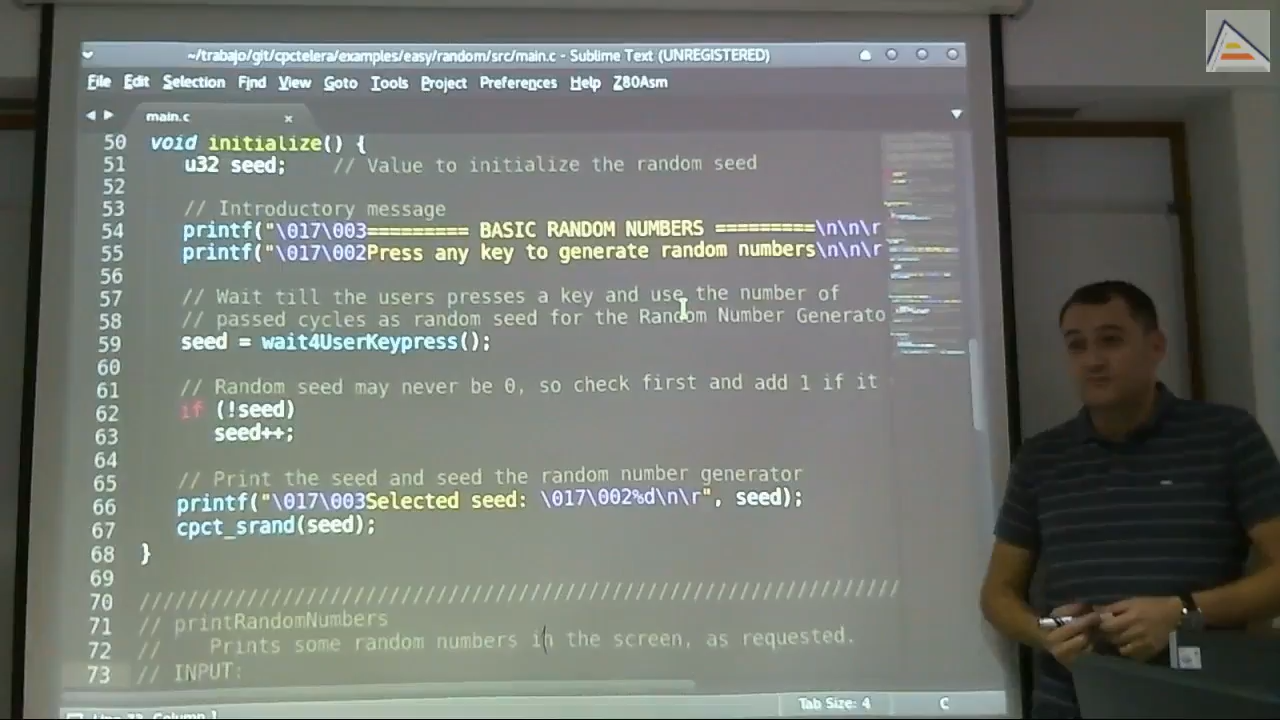 ~/trabajo/git/cpctelera/examples/easy/random/src/main.c - Sublime Text (UNREGISTERED)
File Edit Selection Find View Goto Tools Project Preferences Help Z80Asm
main.c
50 void initialize() {
51 u32 seed; // Value to initialize the random seed
52
53 // Introductory message
54 printf("\017\003========= BASIC RANDOM NUMBERS =========\n\n\r
55 printf("\017\002Press any key to generate random numbers\n\n\r
56
57 // Wait till the users presses a key and use the number of
58 // passed cycles as random seed for the Random Number Generato
59 seed = wait4UserKeypress();
60
61 // Random seed may never be 0, so check first and add 1 if it
62 if (!seed)
63 seed++;
64
65 // Print the seed and seed the random number generator
66 printf("\017\003Selected seed: \017\002%d\n\r", seed);
67 cpct_srand(seed);
68 }
69
70 ////////////////////////////////////////////////////////////////
71 // printRandomNumbers
72 // Prints some random numbers in the screen, as requested.
73 // INPUT:
Column 1 Tab Size: 4 C